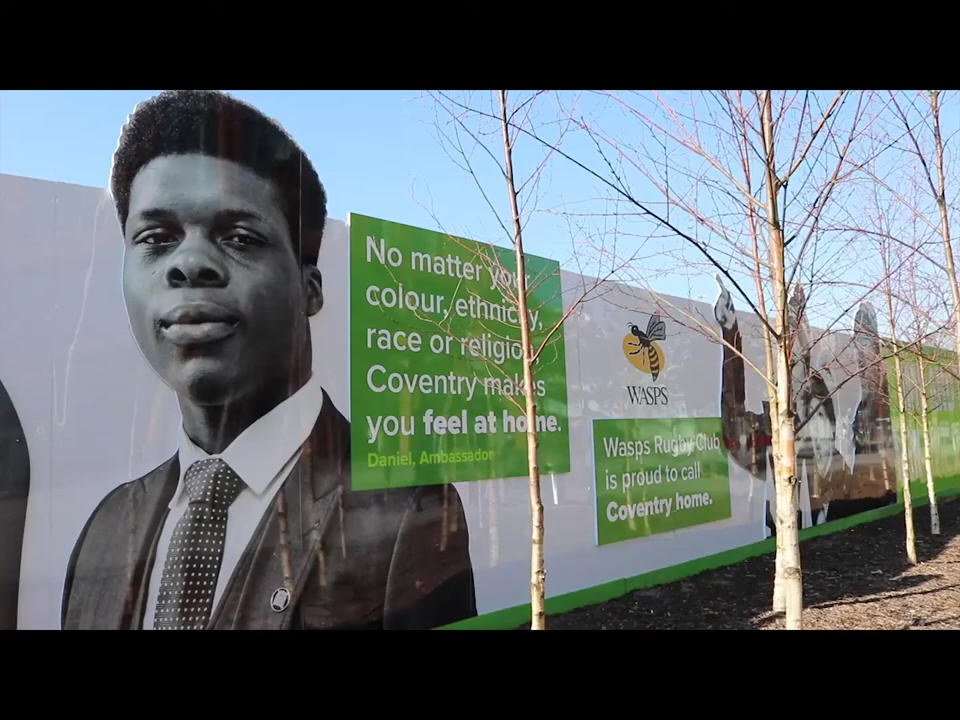 No matter your
colour, ethnicity,
race or religion
Coventry makes
you feel at home.
Daniel, Ambassador
WASPS
Wasps Rugby Club
is proud to call
Coventry home.